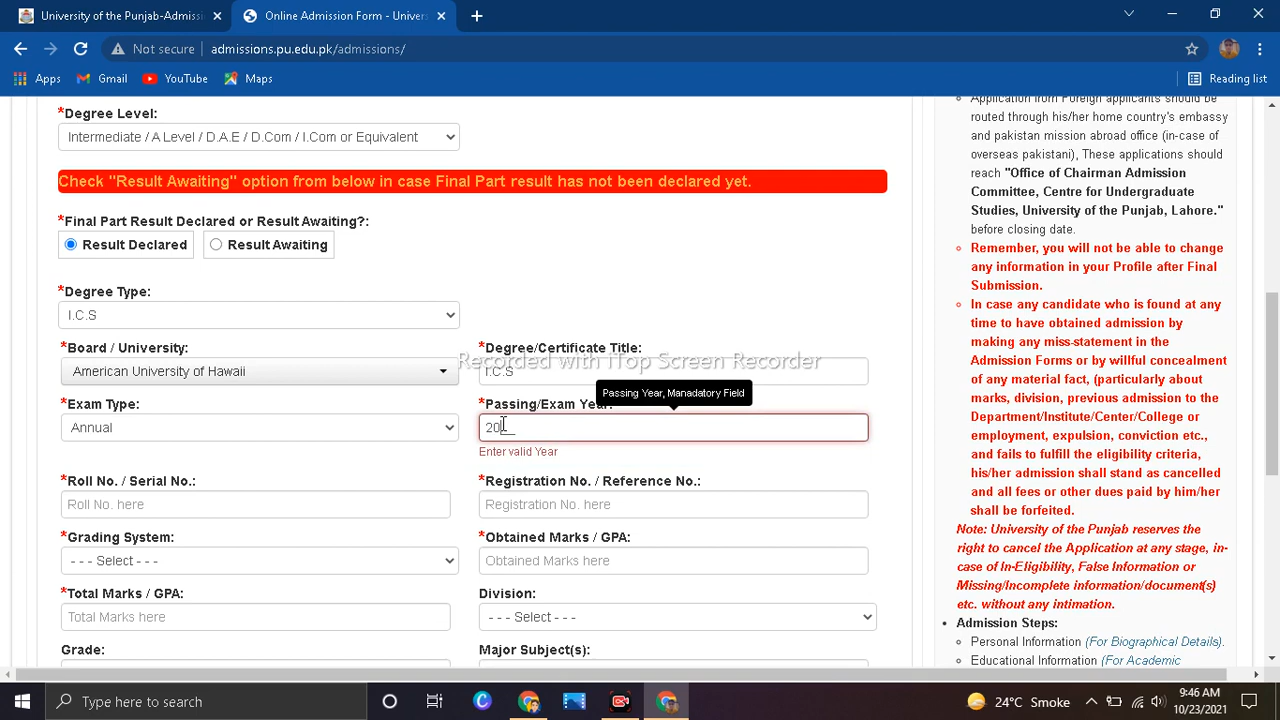 University of the Punjab-Admissi
Online Admission Form - Univers
Not secure
admissions.pu.edu.pk/admissions/
Apps
Gmail
YouTube
Maps
Reading list
*Degree Level:
Intermediate / A Level / D.A.E / D.Com / I.Com or Equivalent
Check "Result Awaiting" option from below in case Final Part result has not been declared yet.
*Final Part Result Declared or Result Awaiting?:
Result Declared
Result Awaiting
*Degree Type:
I.C.S
*Board / University:
*Degree/Certificate Title:
American University of Hawaii
I.C.S
Recorded with iTop Screen Recorder
Passing Year, Manadatory Field
*Exam Type:
*Passing/Exam Year:
Annual
20__
Enter valid Year
*Roll No. / Serial No.:
*Registration No. / Reference No.:
Roll No. here
Registration No. here
*Grading System:
*Obtained Marks / GPA:
- - - Select - - -
Obtained Marks here
*Total Marks / GPA:
Division:
Total Marks here
- - - Select - - -
Grade:
Major Subject(s):
Application from Foreign applicants should be
routed through his/her home country's embassy
and pakistan mission abroad office (in-case of
overseas pakistani), These applications should
reach "Office of Chairman Admission
Committee, Centre for Undergraduate
Studies, University of the Punjab, Lahore."
before closing date.
Remember, you will not be able to change
any information in your Profile after Final
Submission.
In case any candidate who is found at any
time to have obtained admission by
making any miss-statement in the
Admission Forms or by willful concealment
of any material fact, (particularly about
marks, division, previous admission to the
Department/Institute/Center/College or
employment, expulsion, conviction etc.,
and fails to fulfill the eligibility criteria,
his/her admission shall stand as cancelled
and all fees or other dues paid by him/her
shall be forfeited.
Note: University of the Punjab reserves the
right to cancel the Application at any stage, in-
case of In-Eligibility, False Information or
Missing/Incomplete information/document(s)
etc. without any intimation.
Admission Steps:
Personal Information (For Biographical Details).
Educational Information (For Academic
Type here to search
24°C Smoke
9:46 AM
10/23/2021